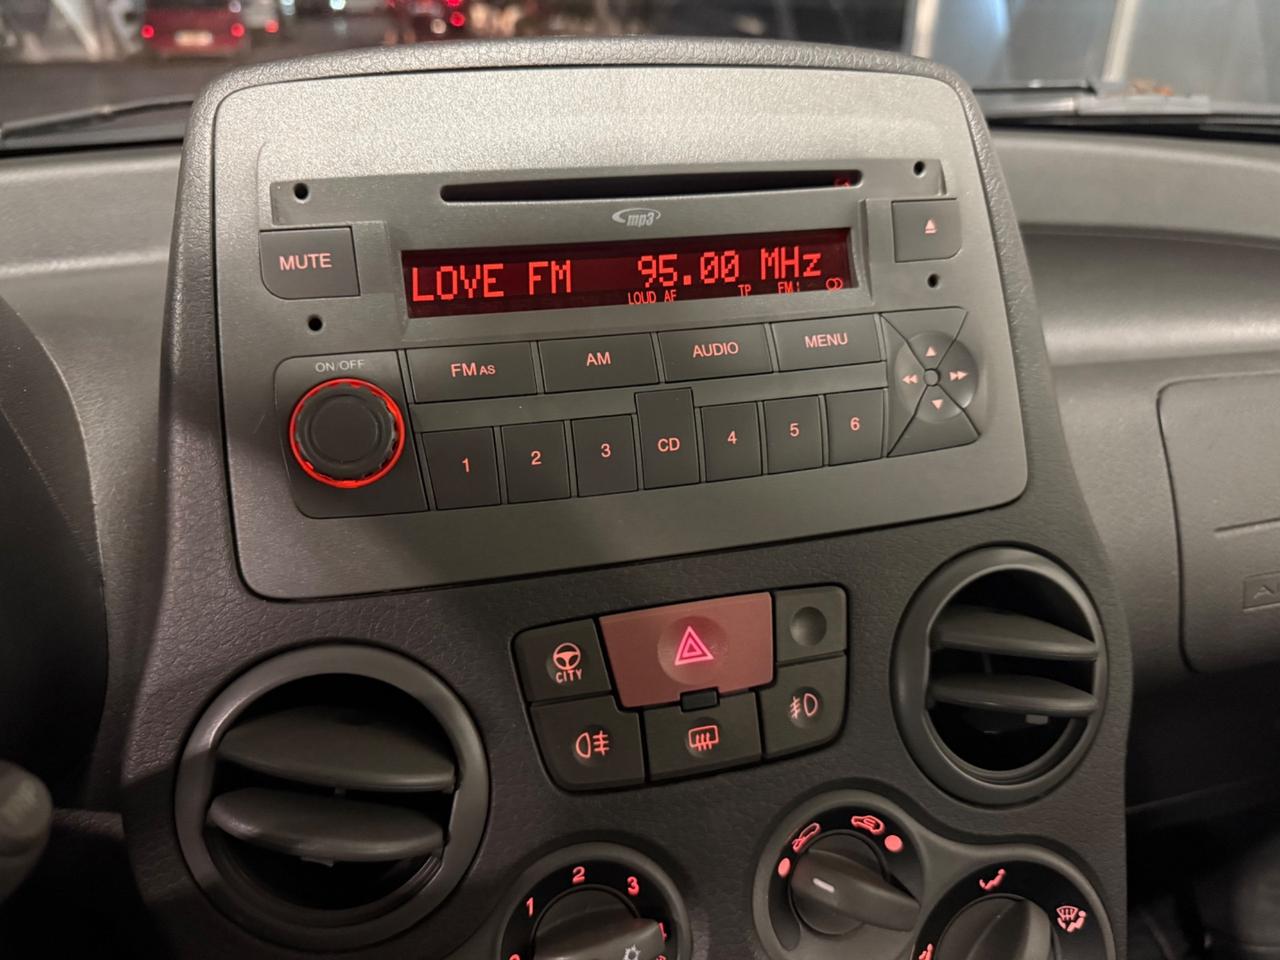 mp3
MUTE
LOVE FM 95.00 MHz
LOUD AF TP FM1
ON/OFF
FM AS AM AUDIO MENU
1 2 3 CD 4 5 6
CITY
1 2 3